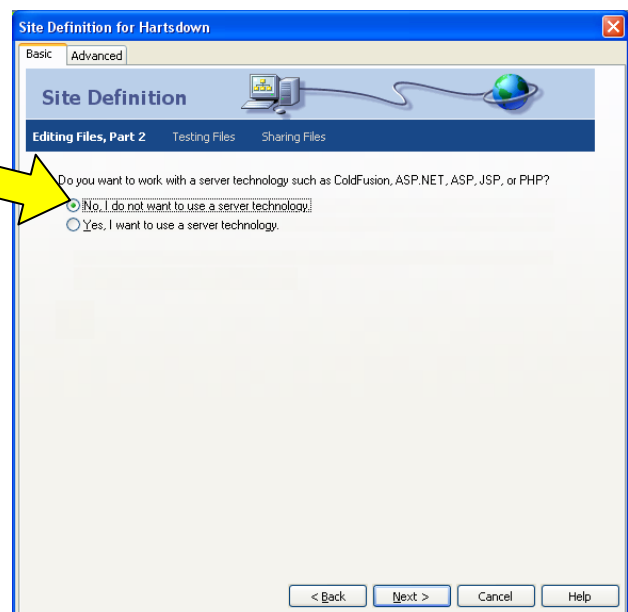 Site Definition for Hartsdown
Basic Advanced
Site Definition
Editing Files, Part 2 Testing Files Sharing Files
Do you want to work with a server technology such as ColdFusion, ASP.NET, ASP, JSP, or PHP?
No, I do not want to use a server technology.
Yes, I want to use a server technology.
< Back Next > Cancel Help